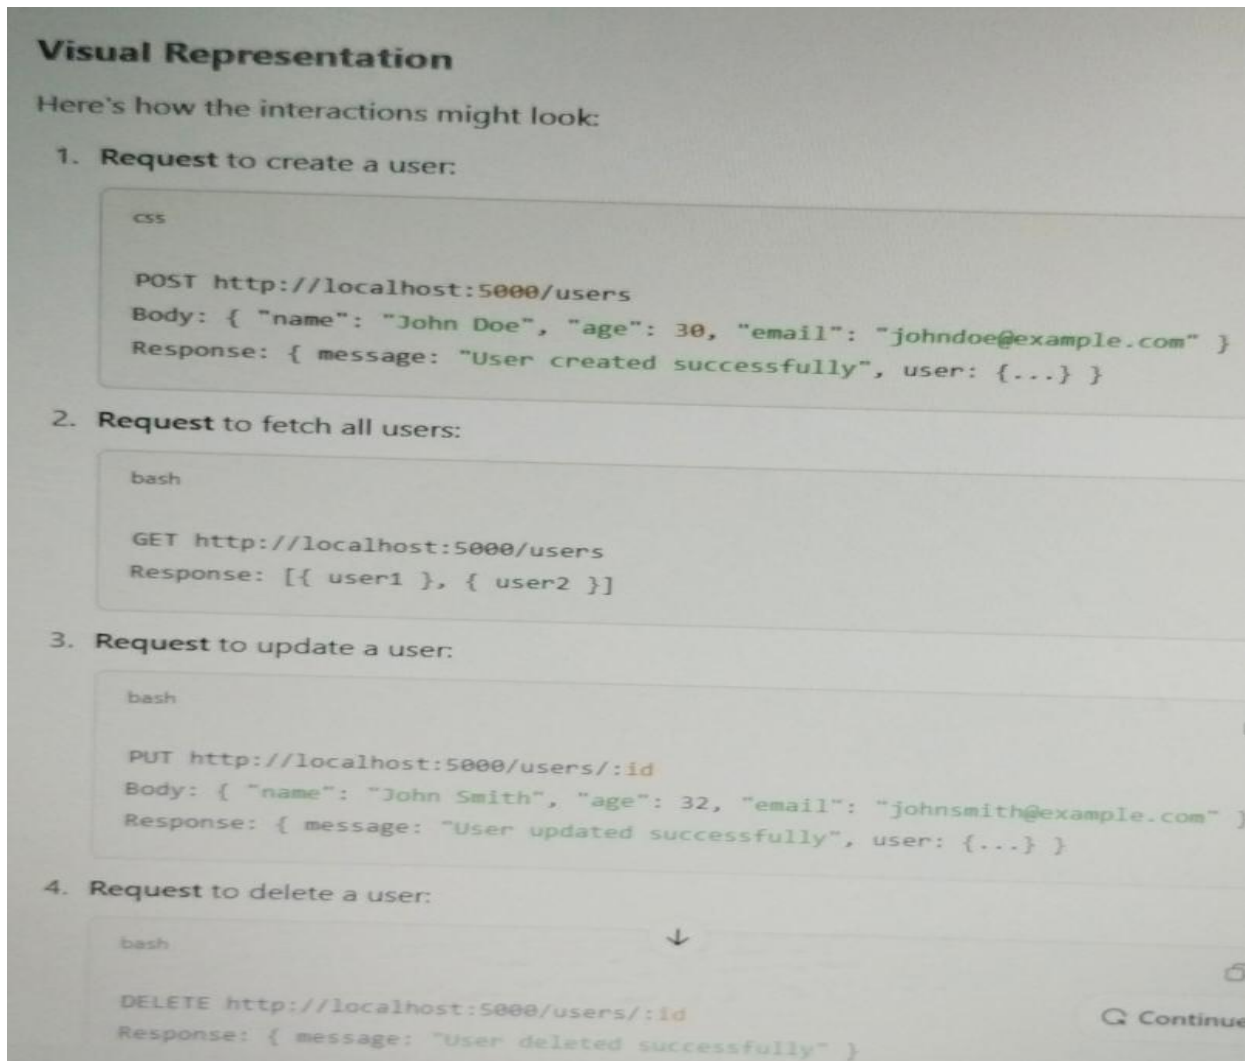 Visual Representation
Here's how the interactions might look:
1. Request to create a user:
css
POST http://localhost:5000/users
Body: { "name": "John Doe", "age": 30, "email": "johndoe@example.com" }
Response: { message: "User created successfully", user: {...} }
2. Request to fetch all users:
bash
GET http://localhost:5000/users
Response: [{ user1 }, { user2 }]
3. Request to update a user:
bash
PUT http://localhost:5000/users/:id
Body: { "name": "John Smith", "age": 32, "email": "johnsmith@example.com" }
Response: { message: "User updated successfully", user: {...} }
4. Request to delete a user:
bash
DELETE http://localhost:5000/users/:id
Continue
Response: { message: "User deleted successfully" }